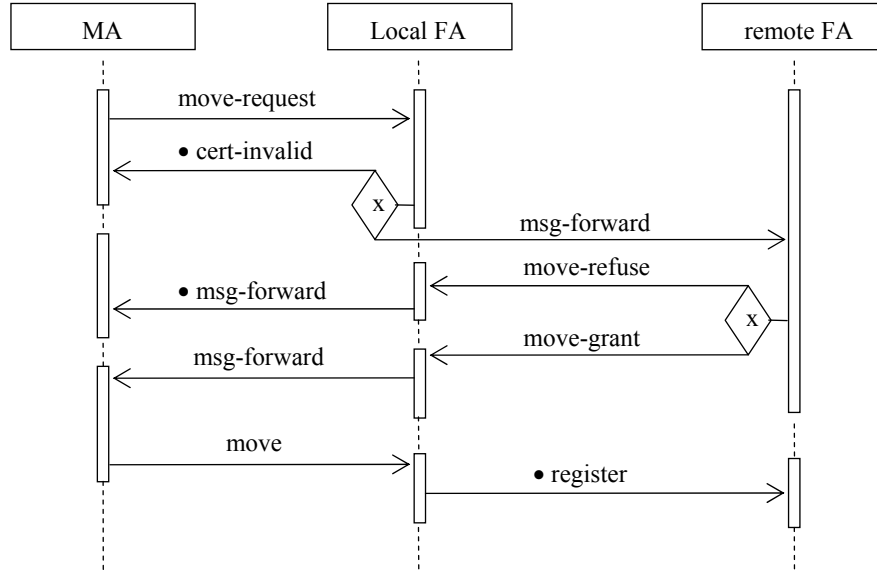 MA
Local FA
remote FA
move-request
• cert-invalid
x
msg-forward
move-refuse
• msg-forward
x
move-grant
msg-forward
move
• register